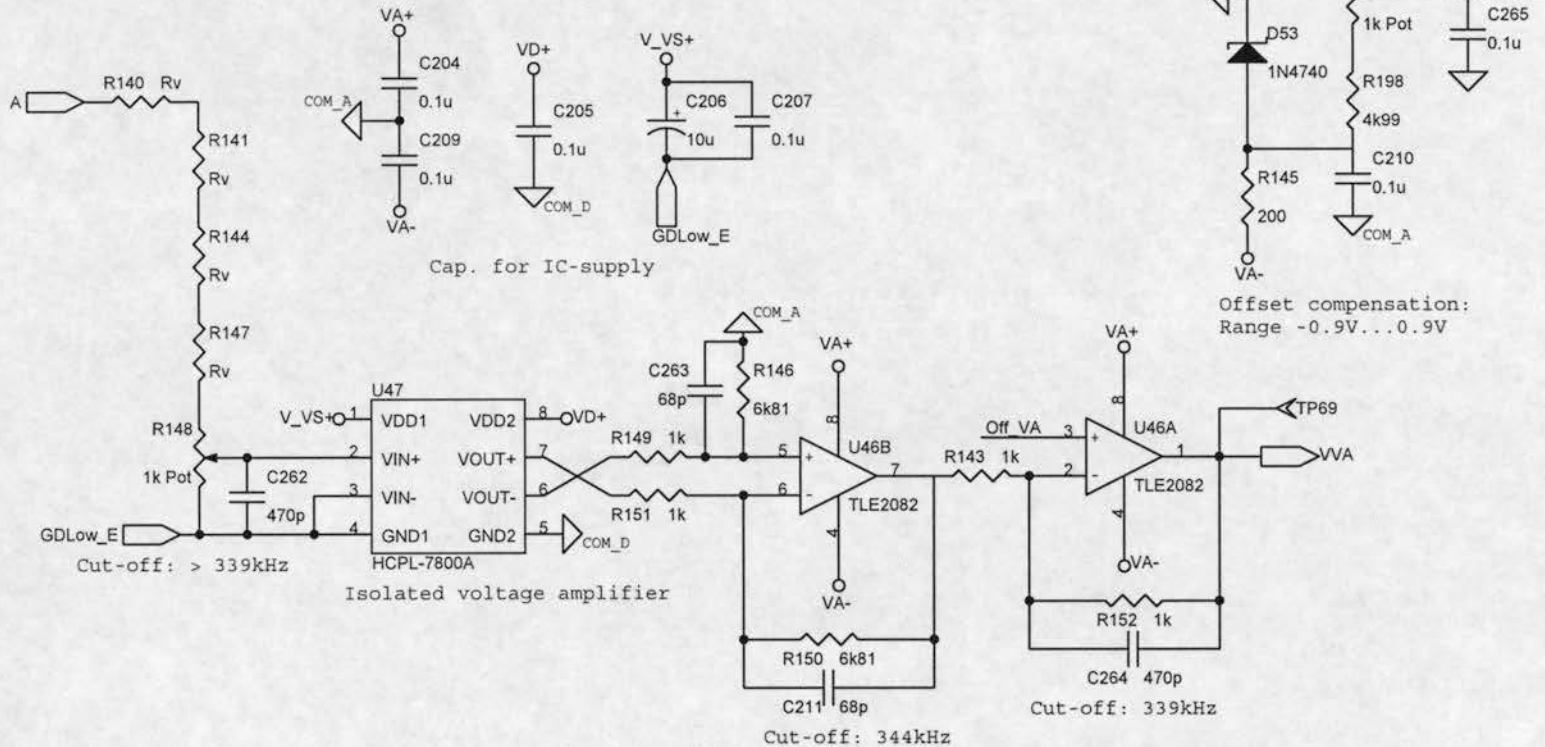 VA+
C204
0.1u
COM_A
C209
0.1u
VA-
VD+
C205
0.1u
COM_D
V_VS+
C206
+
10u
C207
0.1u
GDLow_E
Cap. for IC-supply
1k Pot
C265
0.1u
D53
1N4740
R198
4k99
C210
0.1u
R145
200
COM_A
VA-
Offset compensation:
Range -0.9V...0.9V
A
R140 Rv
R141
Rv
R144
Rv
R147
Rv
R148
1k Pot
C262
470p
GDLow_E
Cut-off: > 339kHz
U47
V_VS+
1 VDD1 VDD2 8
VD+
2 VIN+ VOUT+ 7
3 VIN- VOUT- 6
4 GND1 GND2 5
COM_D
HCPL-7800A
Isolated voltage amplifier
R149 1k
R151 1k
COM_A
C263
68p
R146
6k81
VA+
8
U46B
5 +
6 -
7
TLE2082
4
VA-
R150 6k81
C211 68p
Cut-off: 344kHz
R143 1k
Off_VA
VA+
8
U46A
3 +
2 -
1
TLE2082
4
VA-
TP69
VVA
R152 1k
C264 470p
Cut-off: 339kHz